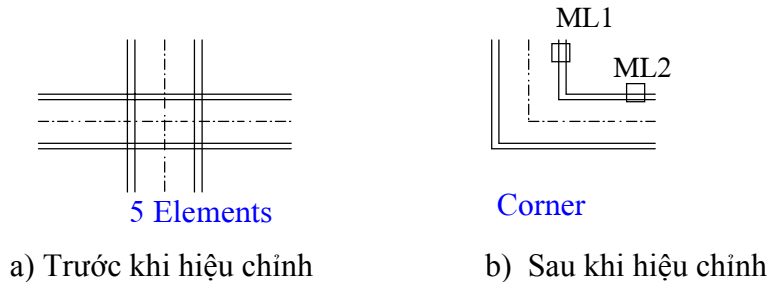 ML1
ML2
5 Elements
Corner
a) Trước khi hiệu chỉnh
b) Sau khi hiệu chỉnh